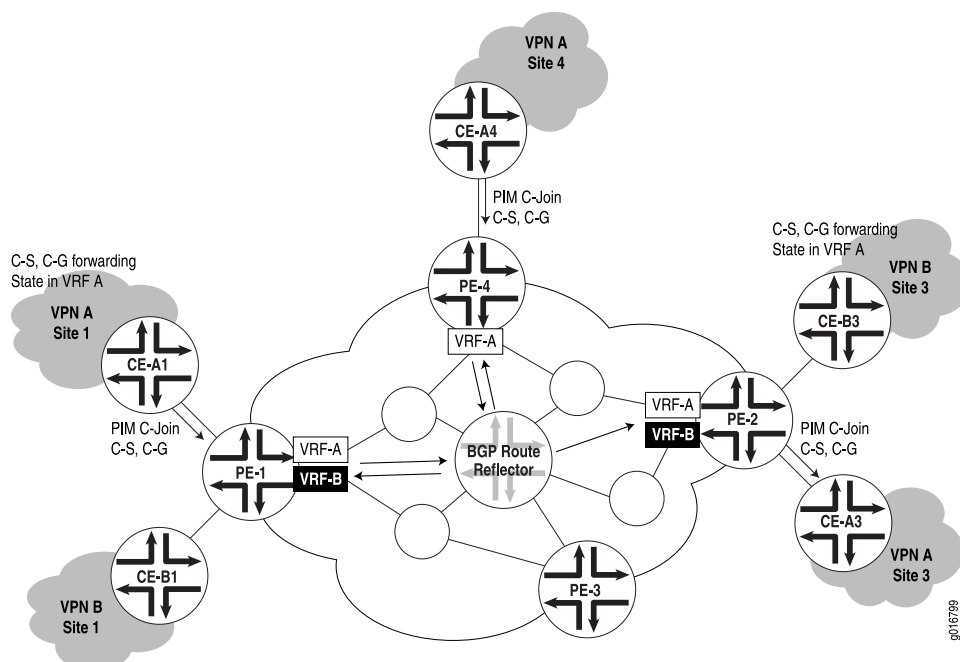 VPN A
Site 4
CE-A4
PIM C-Join
C-S, C-G
C-S, C-G forwarding
State in VRF A
VPN A
Site 1
CE-A1
PIM C-Join
C-S, C-G
PE-4
VRF-A
C-S, C-G forwarding
State in VRF A
VPN B
Site 3
CE-B3
VRF-A
VRF-B
PE-2
PIM C-Join
C-S, C-G
PE-1
VRF-A
VRF-B
BGP Route
Reflector
CE-A3
VPN A
Site 3
CE-B1
VPN B
Site 1
PE-3
g016799